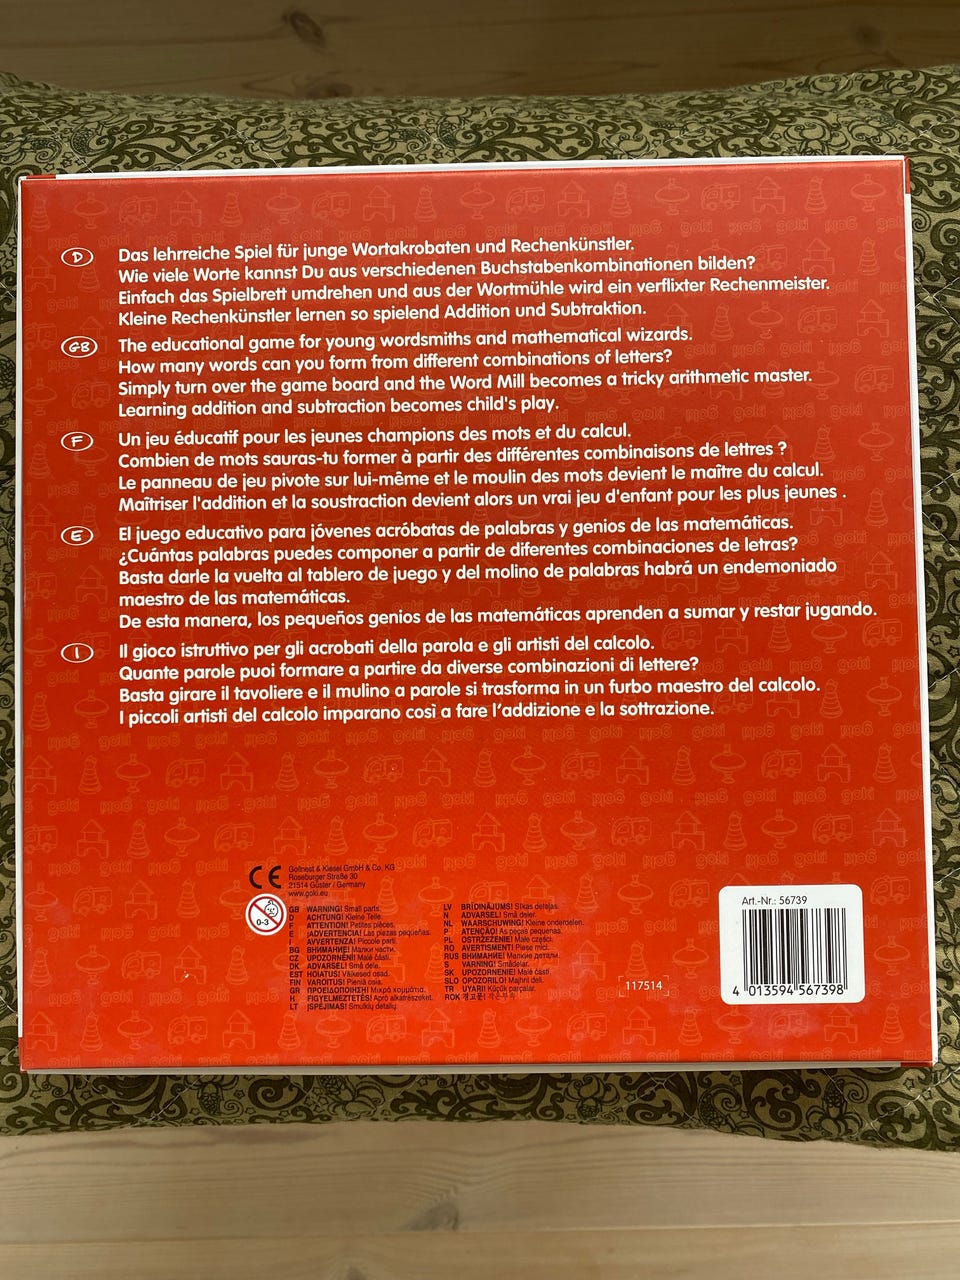 D
Das lehrreiche Spiel für junge Wortakrobaten und Rechenkünstler.
Wie viele Worte kannst Du aus verschiedenen Buchstabenkombinationen bilden?
Einfach das Spielbrett umdrehen und aus der Wortmühle wird ein verflixter Rechenmeister.
Kleine Rechenkünstler lernen so spielend Addition und Subtraktion.
GB
The educational game for young wordsmiths and mathematical wizards.
How many words can you form from different combinations of letters?
Simply turn over the game board and the Word Mill becomes a tricky arithmetic master.
Learning addition and subtraction becomes child's play.
F
Un jeu éducatif pour les jeunes champions des mots et du calcul.
Combien de mots sauras-tu former à partir des différentes combinaisons de lettres ?
Le panneau de jeu pivote sur lui-même et le moulin des mots devient le maître du calcul.
Maîtriser l'addition et la soustraction devient alors un vrai jeu d'enfant pour les plus jeunes .
E
El juego educativo para jóvenes acróbatas de palabras y genios de las matemáticas.
¿Cuántas palabras puedes componer a partir de diferentes combinaciones de letras?
Basta darle la vuelta al tablero de juego y del molino de palabras habrá un endemoniado
maestro de las matemáticas.
De esta manera, los pequeños genios de las matemáticas aprenden a sumar y restar jugando.
I
Il gioco istruttivo per gli acrobati della parola e gli artisti del calcolo.
Quante parole puoi formare a partire da diverse combinazioni di lettere?
Basta girare il tavoliere e il mulino a parole si trasforma in un furbo maestro del calcolo.
I piccoli artisti del calcolo imparano così a fare l'addizione e la sottrazione.
CE
Gollnest & Kiesel GmbH & Co. KG
Roseburger Straße 30
21514 Güster / Germany
www.goki.eu
0-3
GB WARNING! Small parts.
D ACHTUNG! Kleine Teile.
F ATTENTION! Petites pièces.
E ¡ADVERTENCIA! Las piezas pequeñas.
I AVVERTENZA! Piccole parti.
BG ВНИМАНИЕ! Малки части.
CZ UPOZORNĚNÍ! Malé části.
DK ADVARSEL! Små dele.
EST HOIATUS! Väikesed osad.
FIN VAROITUS! Pieniä osia.
GR ΠΡΟΕΙΔΟΠΟΙΗΣΗ! Μικρά κομμάτια.
H FIGYELMEZTETÉS! Apró alkatrészeket.
LT ĮSPĖJIMAS! Smulkių detalių.
LV BRĪDINĀJUMS! Sīkas detaļas.
N ADVARSEL! Små deler.
NL WAARSCHUWING! Kleine onderdelen.
P ATENÇÃO! As peças pequenas.
PL OSTRZEŻENIE! Małe części.
RO AVERTISMENT! Piese mici.
RUS ВНИМАНИЕ! Мелкие детали.
S VARNING! Smådelar.
SK UPOZORNENIE! Malé časti.
SLO OPOZORILO! Majhni deli.
TR UYARI! Küçük parçalar.
ROK 경고문!
117514
Art.-Nr.: 56739
4 013594 567398